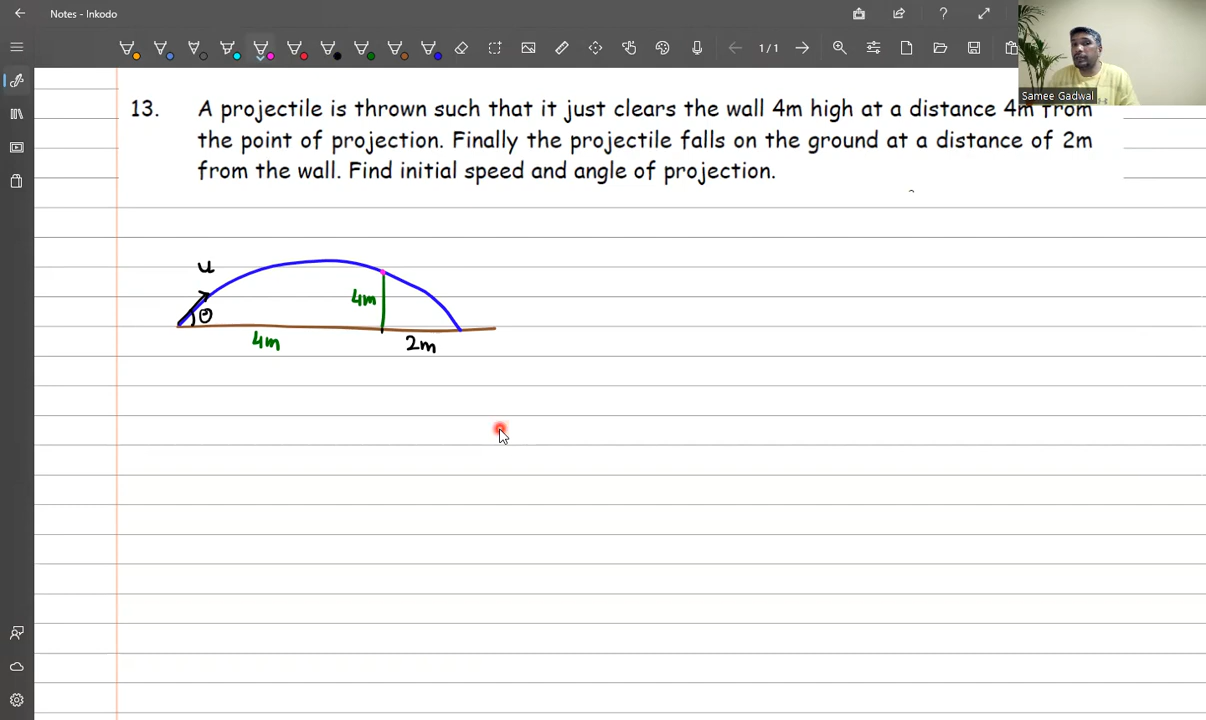 Notes - Inkodo
1/1
Samee Gadwal
13. A projectile is thrown such that it just clears the wall 4m high at a distance 4m from
the point of projection. Finally the projectile falls on the ground at a distance of 2m
from the wall. Find initial speed and angle of projection.
u
θ
4m
4m
2m